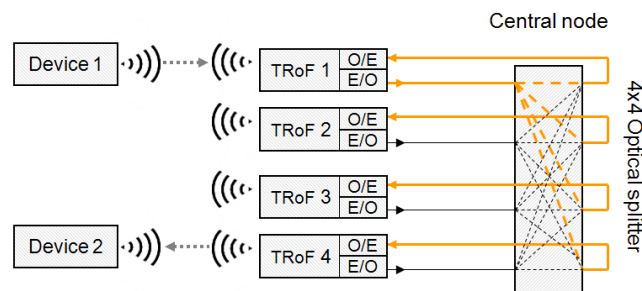 Central node
Device 1
TRoF 1
O/E
E/O
TRoF 2
O/E
E/O
TRoF 3
O/E
E/O
Device 2
TRoF 4
O/E
E/O
4x4 Optical splitter